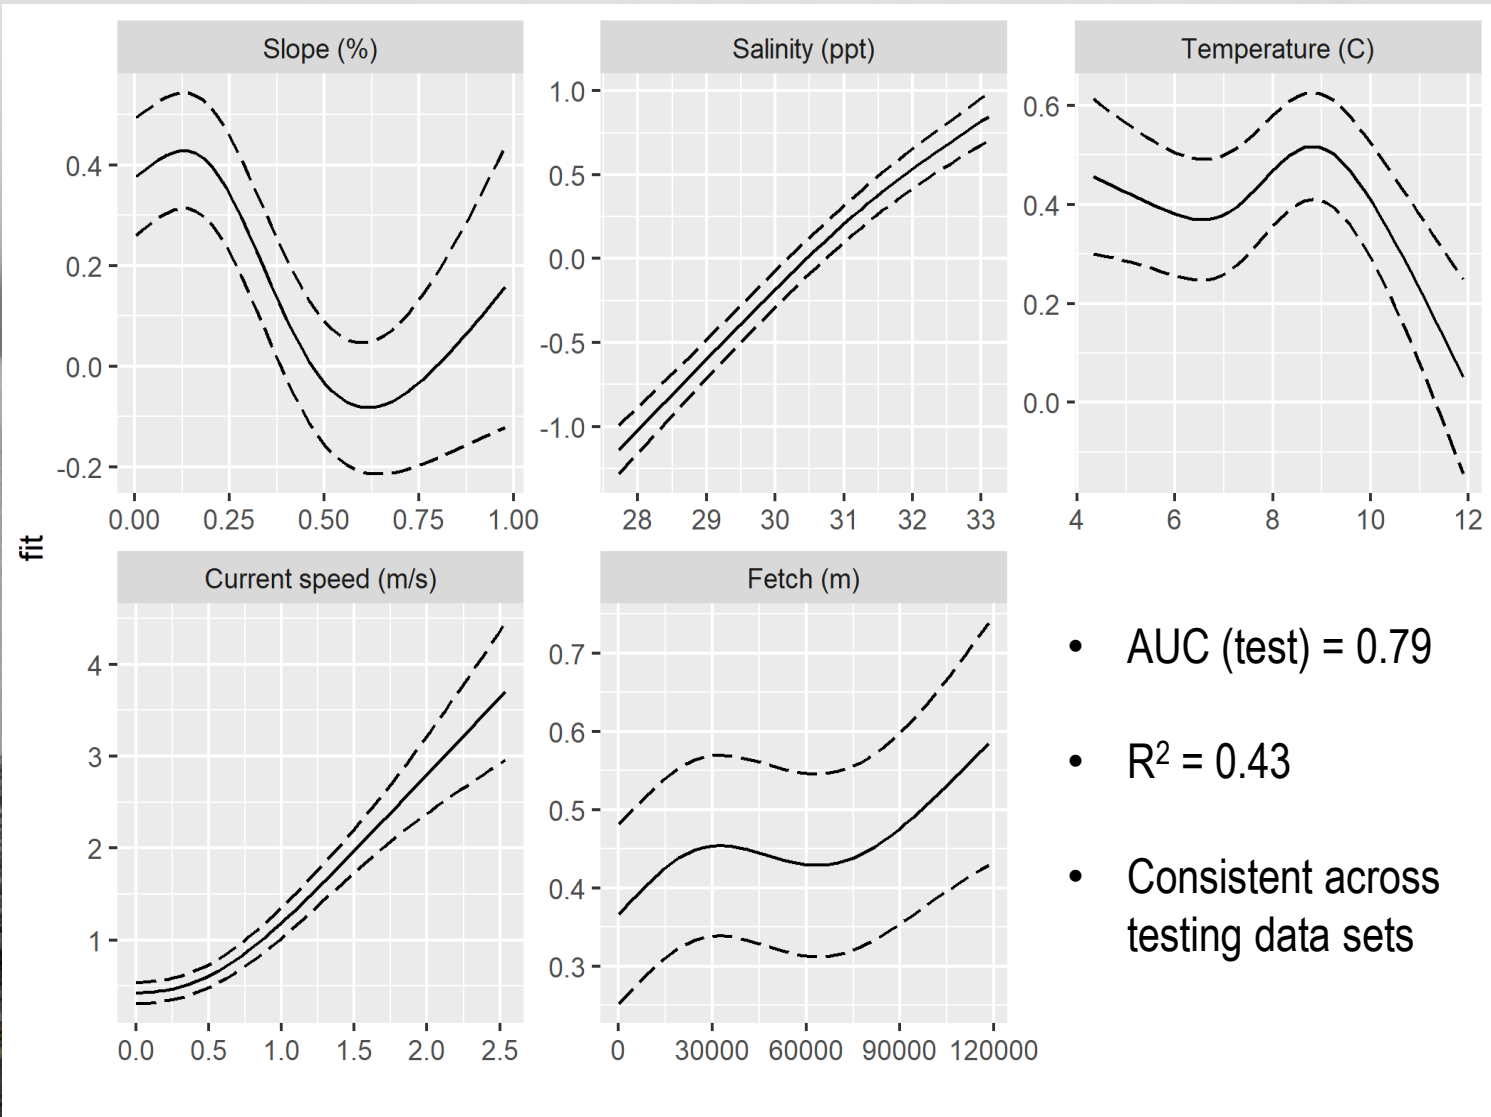 Slope (%)
Salinity (ppt)
Temperature (C)
0.4
0.2
0.0
-0.2
0.00 0.25 0.50 0.75 1.00
1.0
0.5
0.0
-0.5
-1.0
28 29 30 31 32 33
0.6
0.4
0.2
0.0
4 6 8 10 12
fit
Current speed (m/s)
Fetch (m)
4
3
2
1
0.0 0.5 1.0 1.5 2.0 2.5
0.7
0.6
0.5
0.4
0.3
0 30000 60000 90000 120000
• AUC (test) = 0.79
• R² = 0.43
• Consistent across
testing data sets